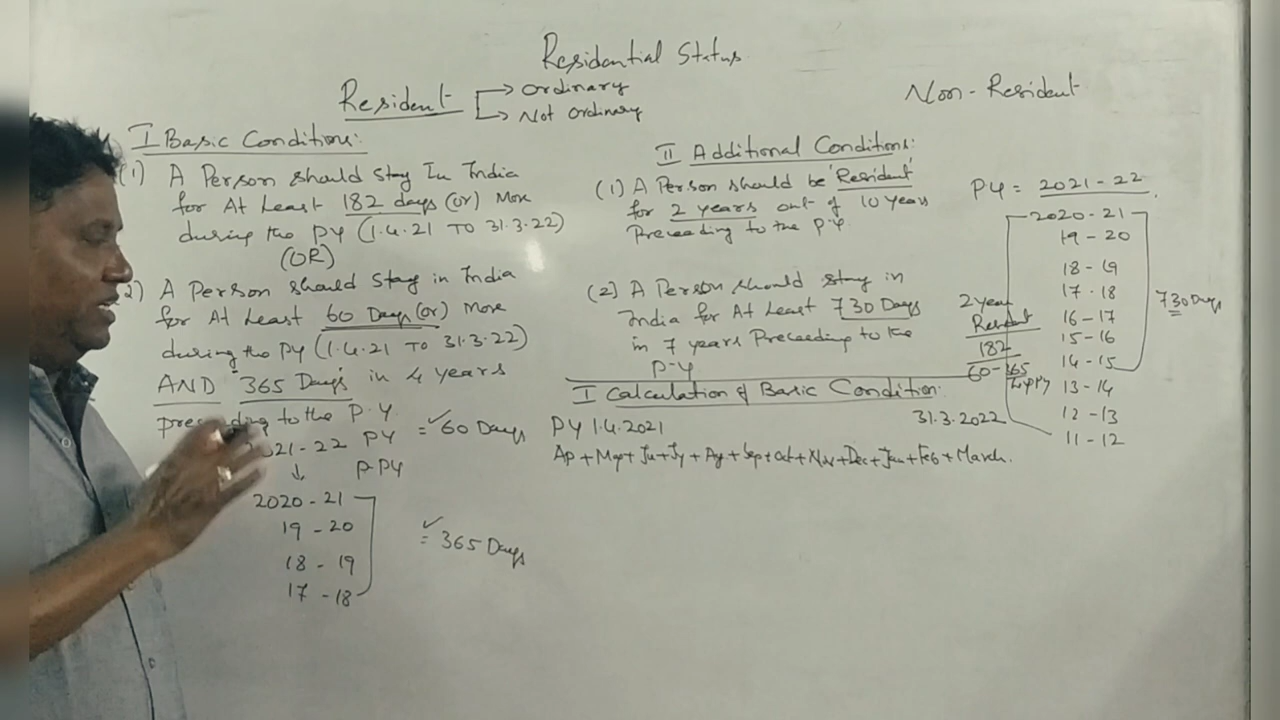 Residential Status
Resident → Ordinary
→ Not Ordinary
Non-Resident
I Basic Conditions:
(1) A Person should stay In India
for At Least 182 days (or) More
during the PY (1.4.21 TO 31.3.22)
(OR)
2) A Person should stay in India
for At Least 60 Days (or) More
during the PY (1.4.21 TO 31.3.22)
AND 365 Days in 4 years
preceeding to the P.Y.
2021-22 PY = 60 Days
↓ P.PY
2020-21
19-20
18-19
17-18
= 365 Days
II Additional Conditions:
(1) A Person should be 'Resident'
for 2 years out of 10 years
Preceeding to the P.Y.
(2) A Person should stay in
India for At Least 730 Days
in 7 years Preceeding to the
P-Y
PY = 2021-22
2020-21
19-20
18-19
17-18
16-17
15-16
14-15
13-14
12-13
11-12
730 Days
2 year
Resident
182
60-365
I Calculation of Basic Condition:
PY 1.4.2021 31.3.2022
Ap + May + Ju + Jy + Ag + Sep + Oct + Nov + Dec + Jan + Feb + March.